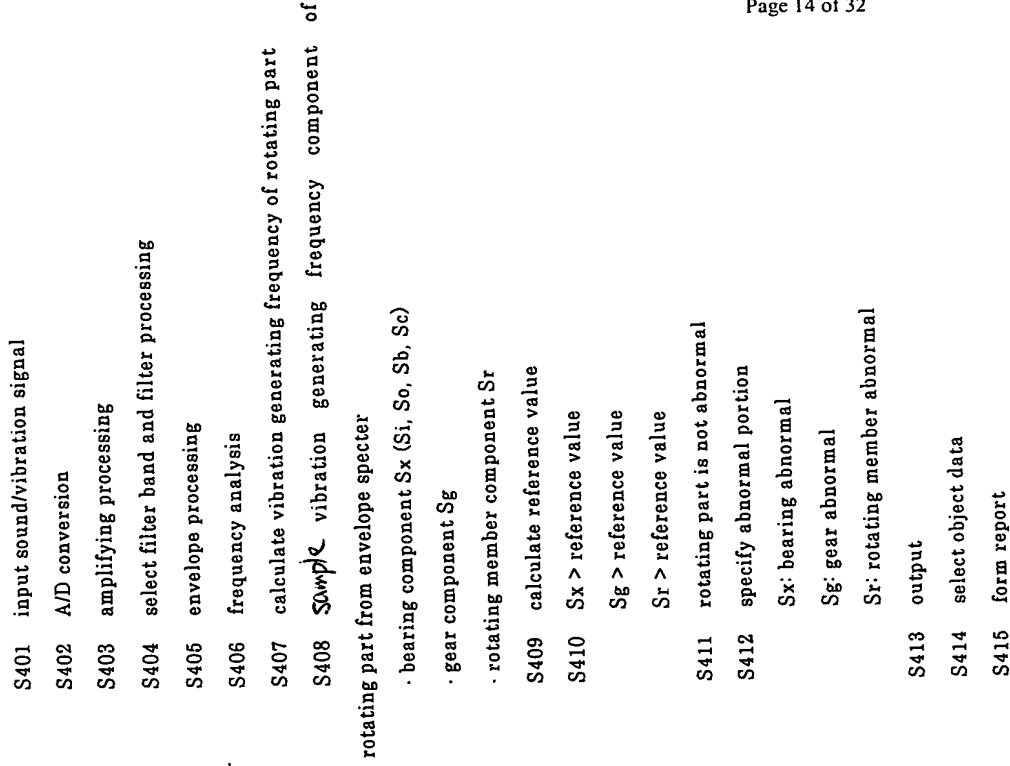 Page 14 of 32
S401 input sound/vibration signal
S402 A/D conversion
S403 amplifying processing
S404 select filter band and filter processing
S405 envelope processing
S406 frequency analysis
S407 calculate vibration generating frequency of rotating part
S408 sample vibration generating frequency component of
rotating part from envelope specter
· bearing component Sx (Si, So, Sb, Sc)
· gear component Sg
· rotating member component Sr
S409 calculate reference value
S410 Sx > reference value
Sg > reference value
Sr > reference value
S411 rotating part is not abnormal
S412 specify abnormal portion
Sx: bearing abnormal
Sg: gear abnormal
Sr: rotating member abnormal
S413 output
S414 select object data
S415 form report